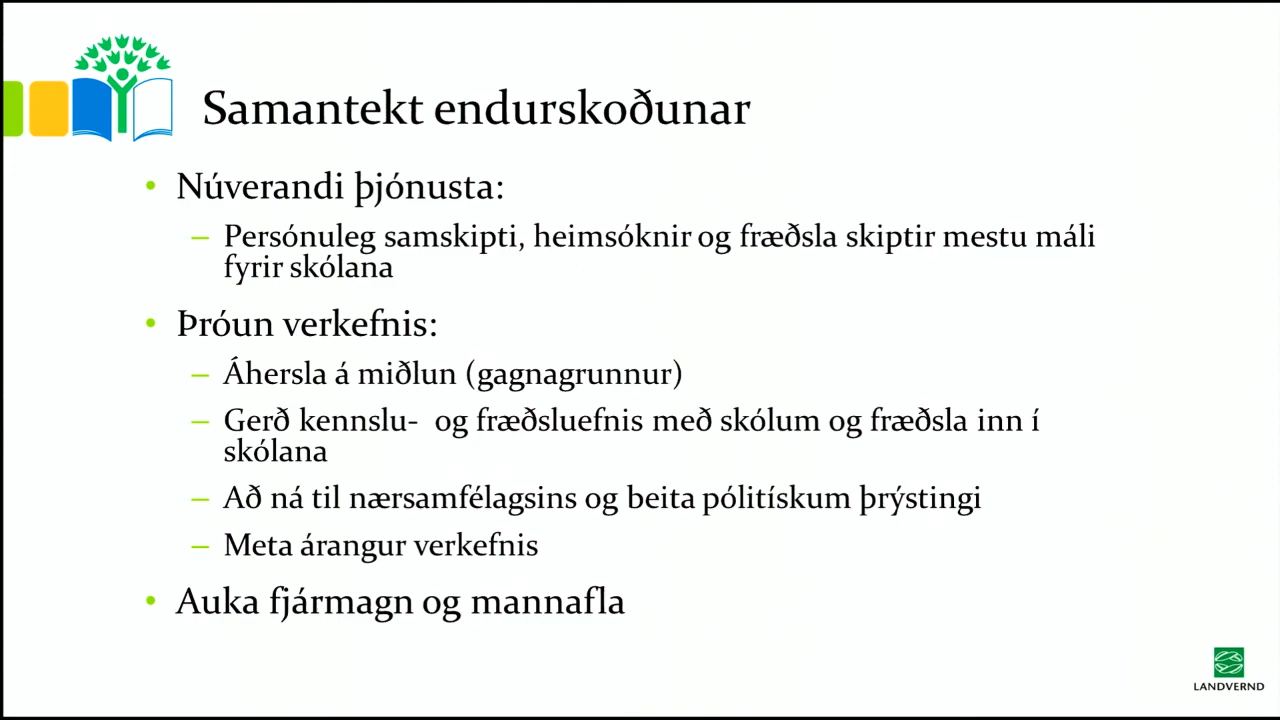 Samantekt endurskoðunar
• Núverandi þjónusta:
– Persónuleg samskipti, heimsóknir og fræðsla skiptir mestu máli
fyrir skólana
• Þróun verkefnis:
– Áhersla á miðlun (gagnagrunnur)
– Gerð kennslu- og fræðsluefnis með skólum og fræðsla inn í
skólana
– Að ná til nærsamfélagsins og beita pólitískum þrýstingi
– Meta árangur verkefnis
• Auka fjármagn og mannafla
LANDVERND